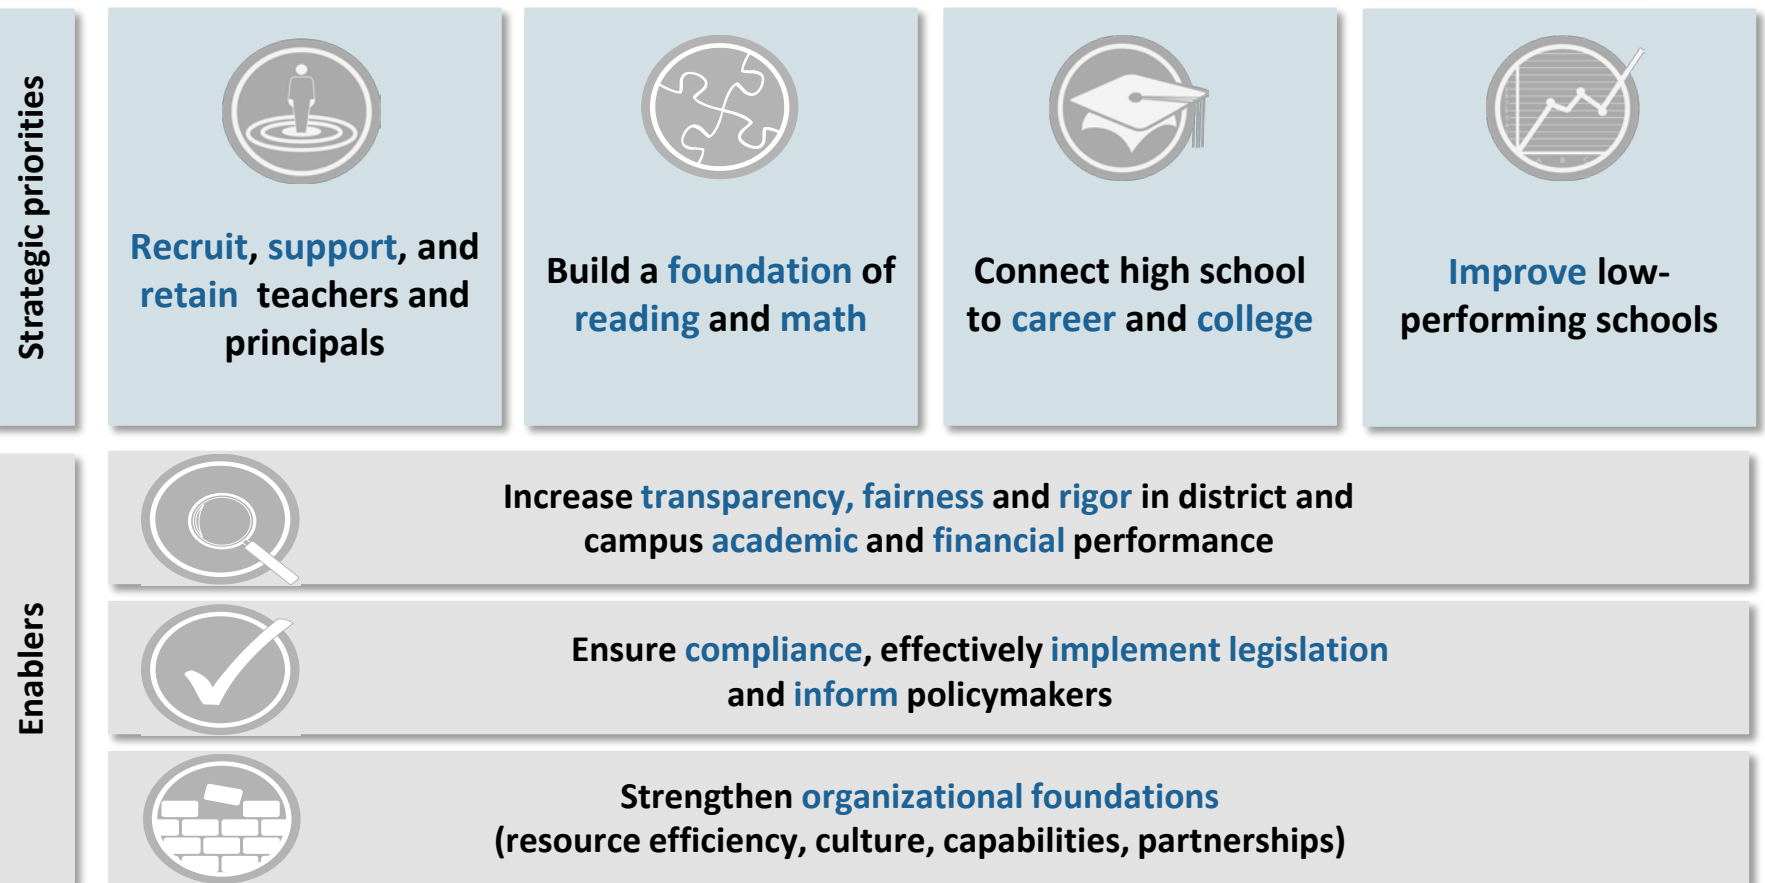 Strategic priorities
Recruit, support, and
retain teachers and
principals
Build a foundation of
reading and math
Connect high school
to career and college
Improve low-
performing schools
Enablers
Increase transparency, fairness and rigor in district and
campus academic and financial performance
Ensure compliance, effectively implement legislation
and inform policymakers
Strengthen organizational foundations
(resource efficiency, culture, capabilities, partnerships)